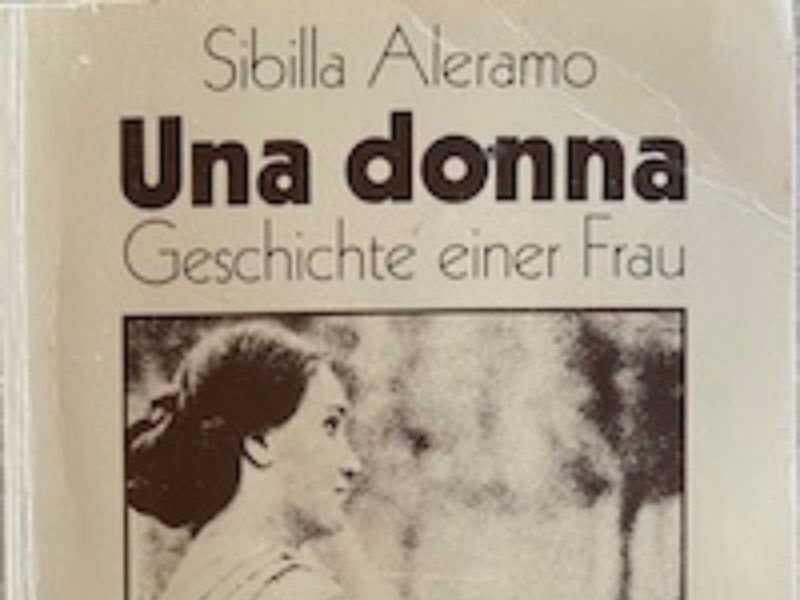 Sibilla Aleramo
Una donna
Geschichte einer Frau